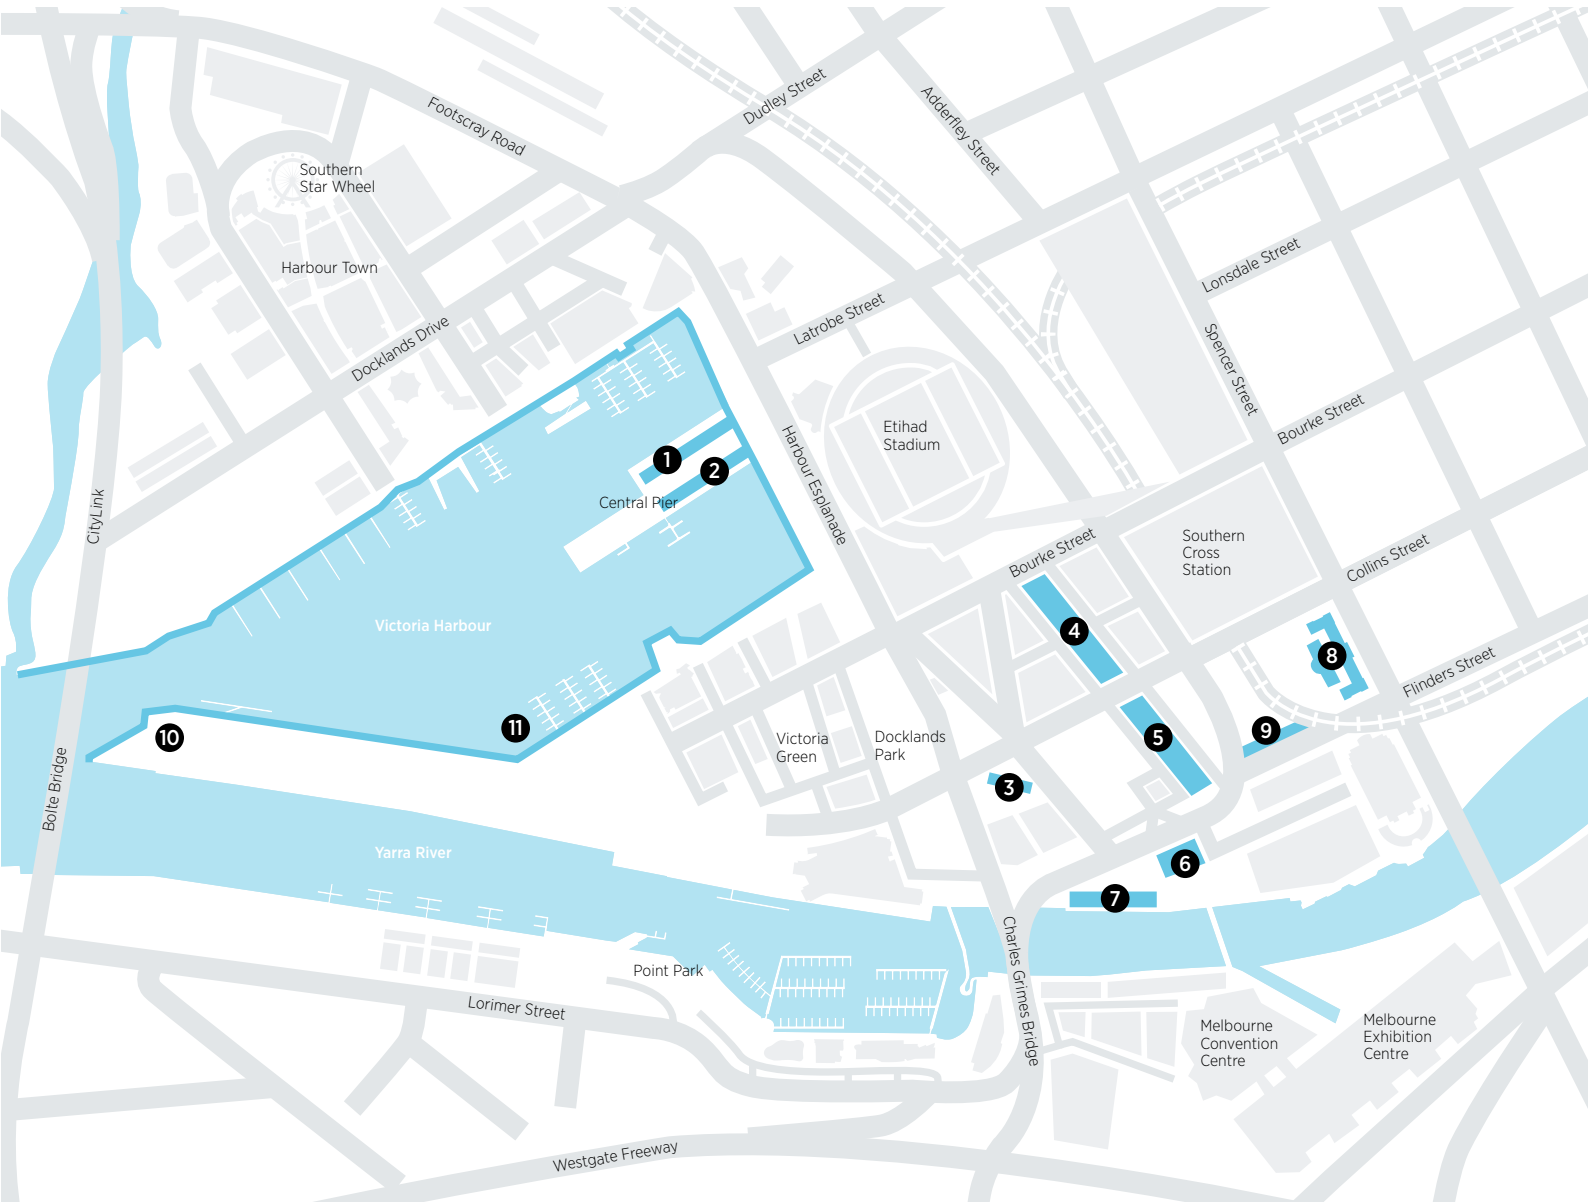 Dudley Street
Adderfley Street
Footscray Road
Southern
Star Wheel
Harbour Town
Lonsdale Street
Latrobe Street
Docklands Drive
Spencer Street
Bourke Street
Etihad
Stadium
Harbour Esplanade
1
2
Central Pier
CityLink
Bourke Street
Southern
Cross
Station
Collins Street
Victoria Harbour
4
8
Flinders Street
11
10
5
9
Victoria
Green
Docklands
Park
3
Bolte Bridge
Yarra River
6
7
Charles Grimes Bridge
Point Park
Lorimer Street
Melbourne
Convention
Centre
Melbourne
Exhibition
Centre
Westgate Freeway